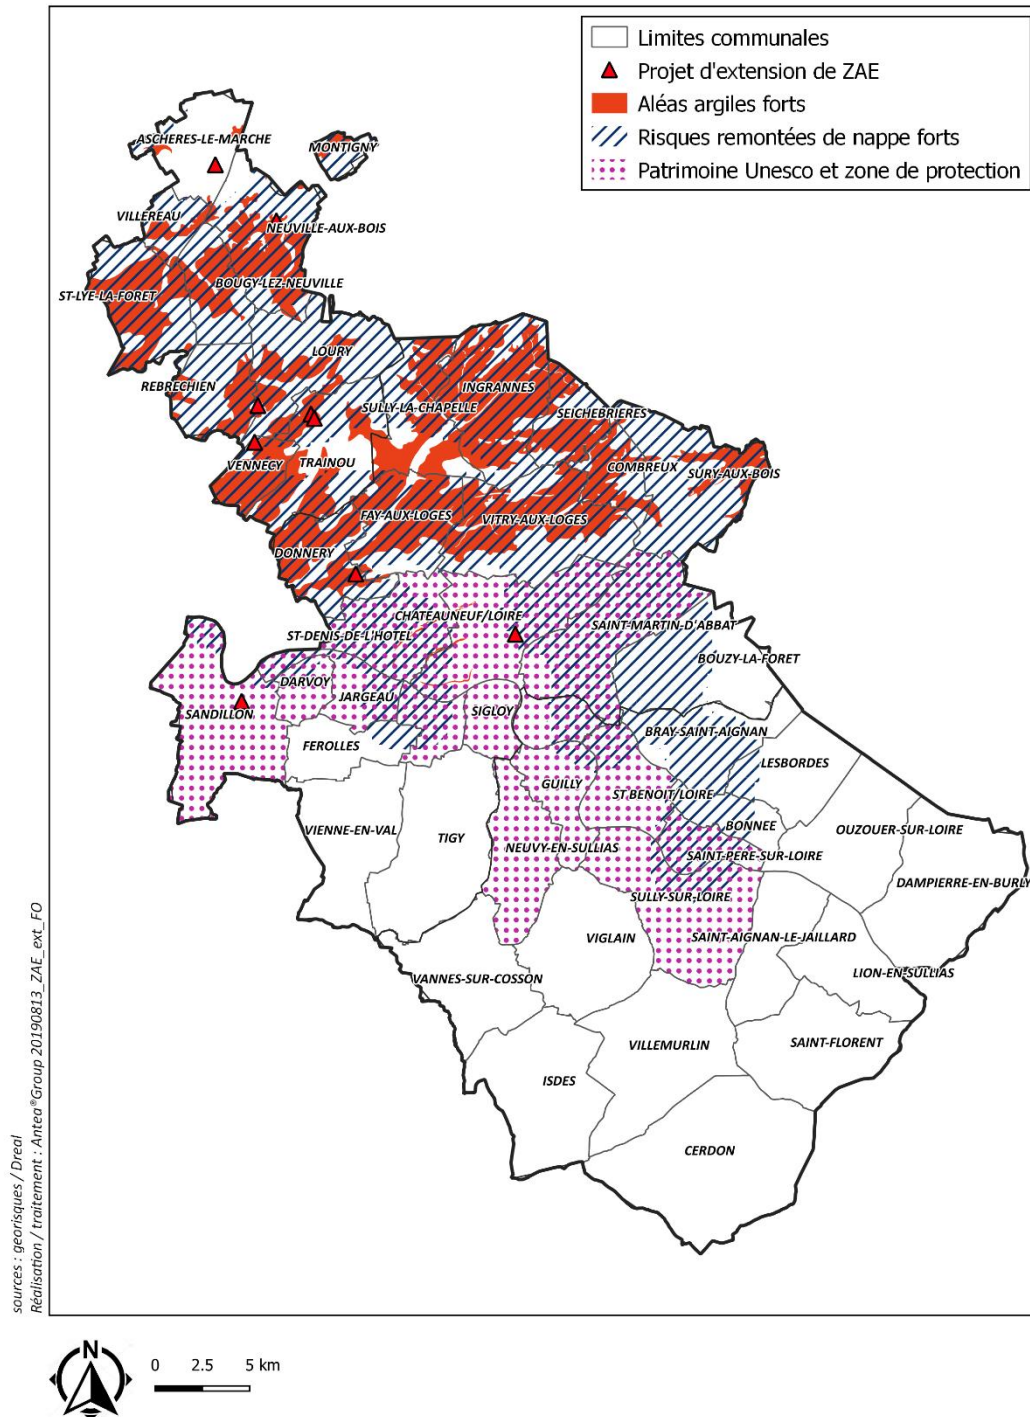 Limites communales
Projet d'extension de ZAE
Aléas argiles forts
Risques remontées de nappe forts
Patrimoine Unesco et zone de protection
ASCHERES-LE-MARCHE
MONTIGNY
VILLEREAU
NEUVILLE-AUX-BOIS
BOUGY-LEZ-NEUVILLE
ST-LYE-LA-FORET
LOURY
REBRECHIEN
INGRANNES
SULLY-LA-CHAPELLE
SEICHEBRIERES
VENNECY
TRAINOU
COMBREUX
SURY-AUX-BOIS
FAY-AUX-LOGES
VITRY-AUX-LOGES
DONNERY
CHATEAUNEUF/LOIRE
SAINT-MARTIN-D'ABBAT
ST-DENIS-DE-L'HOTEL
BOUZY-LA-FORET
DARVOY
JARGEAU
SANDILLON
SIGLOY
FEROLLES
BRAY-SAINT-AIGNAN
LESBORDES
GUILLY
ST BENOIT/LOIRE
VIENNE-EN-VAL
TIGY
BONNEE
OUZOUER-SUR-LOIRE
NEUVY-EN-SULLIAS
SAINT-PERE-SUR-LOIRE
DAMPIERRE-EN-BURLY
SULLY-SUR-LOIRE
VIGLAIN
SAINT-AIGNAN-LE-JAILLARD
VANNES-SUR-COSSON
LION-EN-SULLIAS
VILLEMURLIN
SAINT-FLORENT
ISDES
CERDON
sources : georisques / Dreal
Réalisation / traitement : Antea®Group 20190813_ZAE_ext_FO
N
0 2.5 5 km